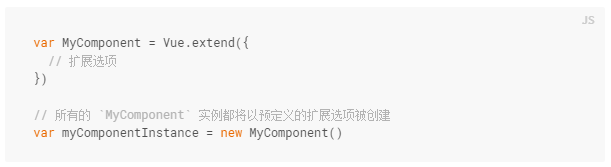 JS
var MyComponent = Vue.extend({
  // 扩展选项
})
// 所有的 `MyComponent` 实例都将以预定义的扩展选项被创建
var myComponentInstance = new MyComponent()